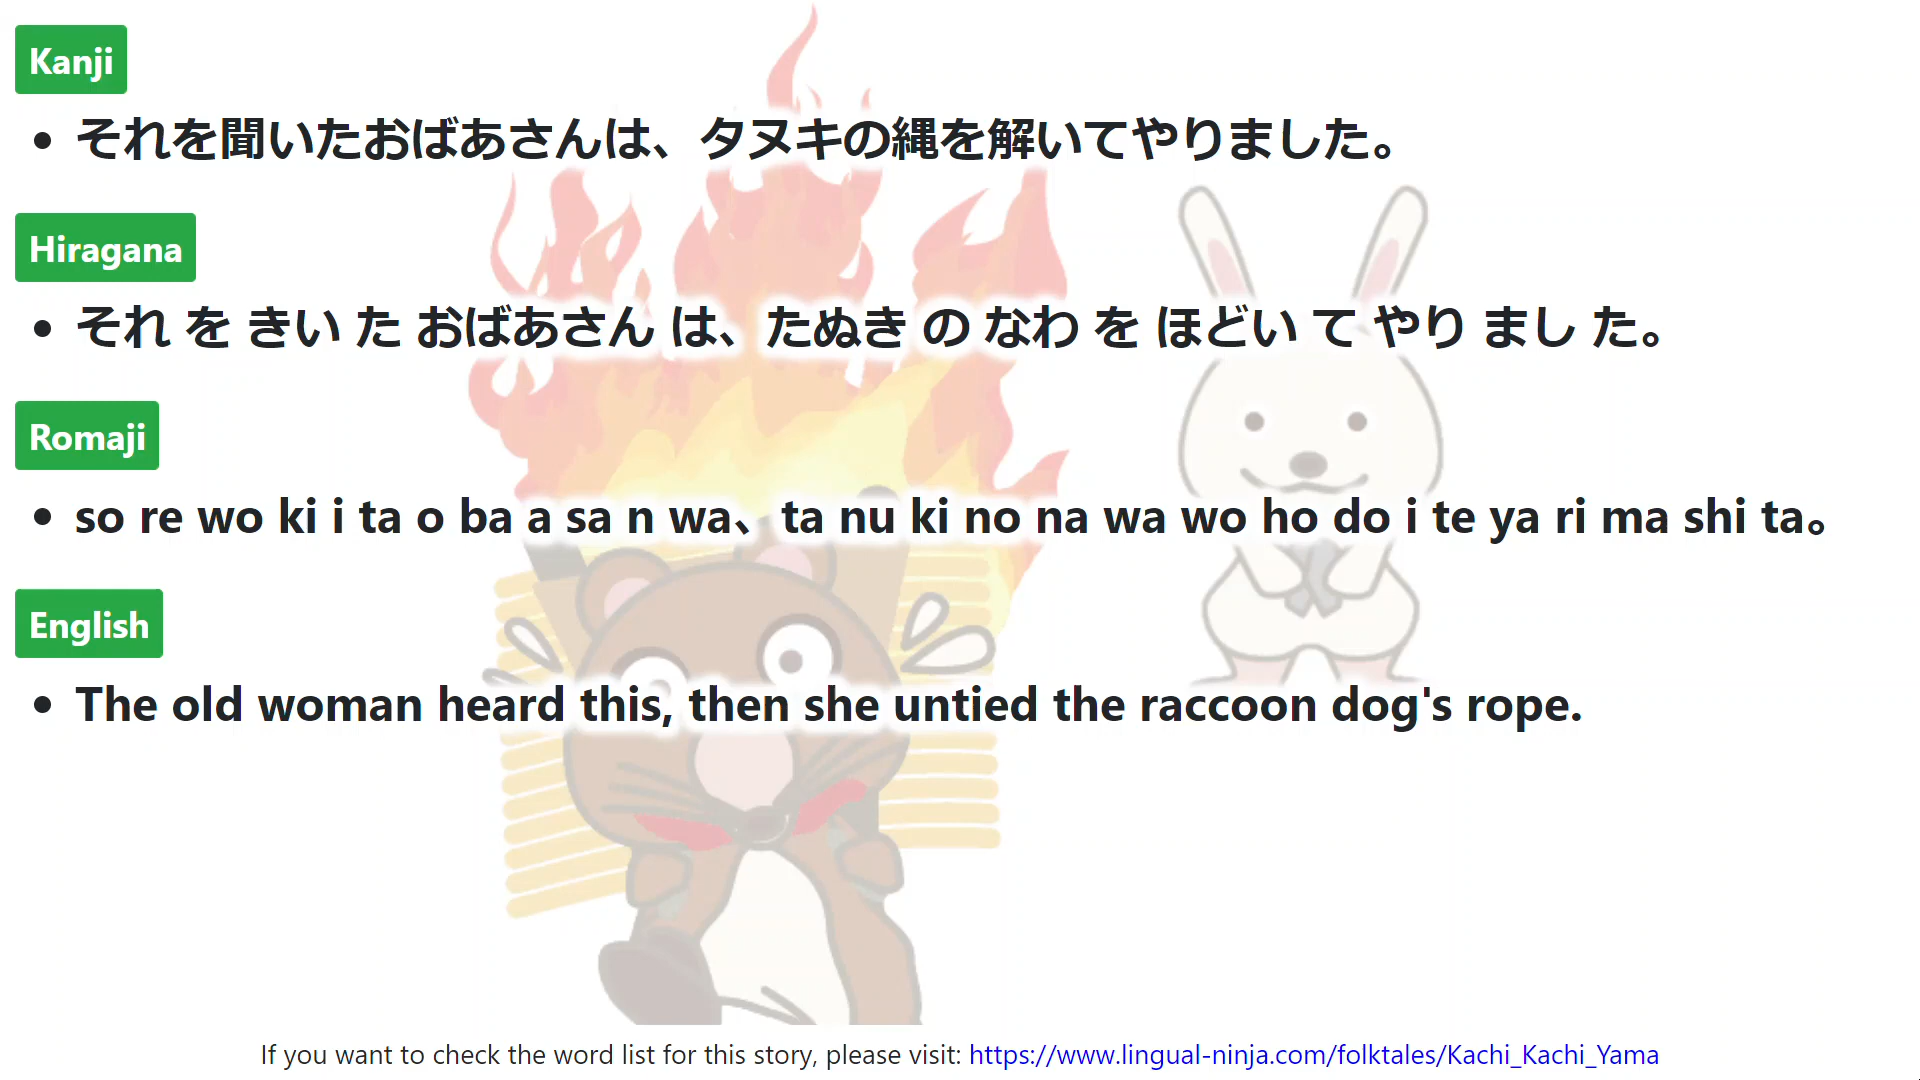 Kanji
• それを聞いたおばあさんは、タヌキの縄を解いてやりました。
Hiragana
• それ を きい た おばあさん は、たぬき の なわ を ほどい て やり まし た。
Romaji
• so re wo ki i ta o ba a sa n wa、ta nu ki no na wa wo ho do i te ya ri ma shi ta。
English
• The old woman heard this, then she untied the raccoon dog's rope.
If you want to check the word list for this story, please visit: https://www.lingual-ninja.com/folktales/Kachi_Kachi_Yama